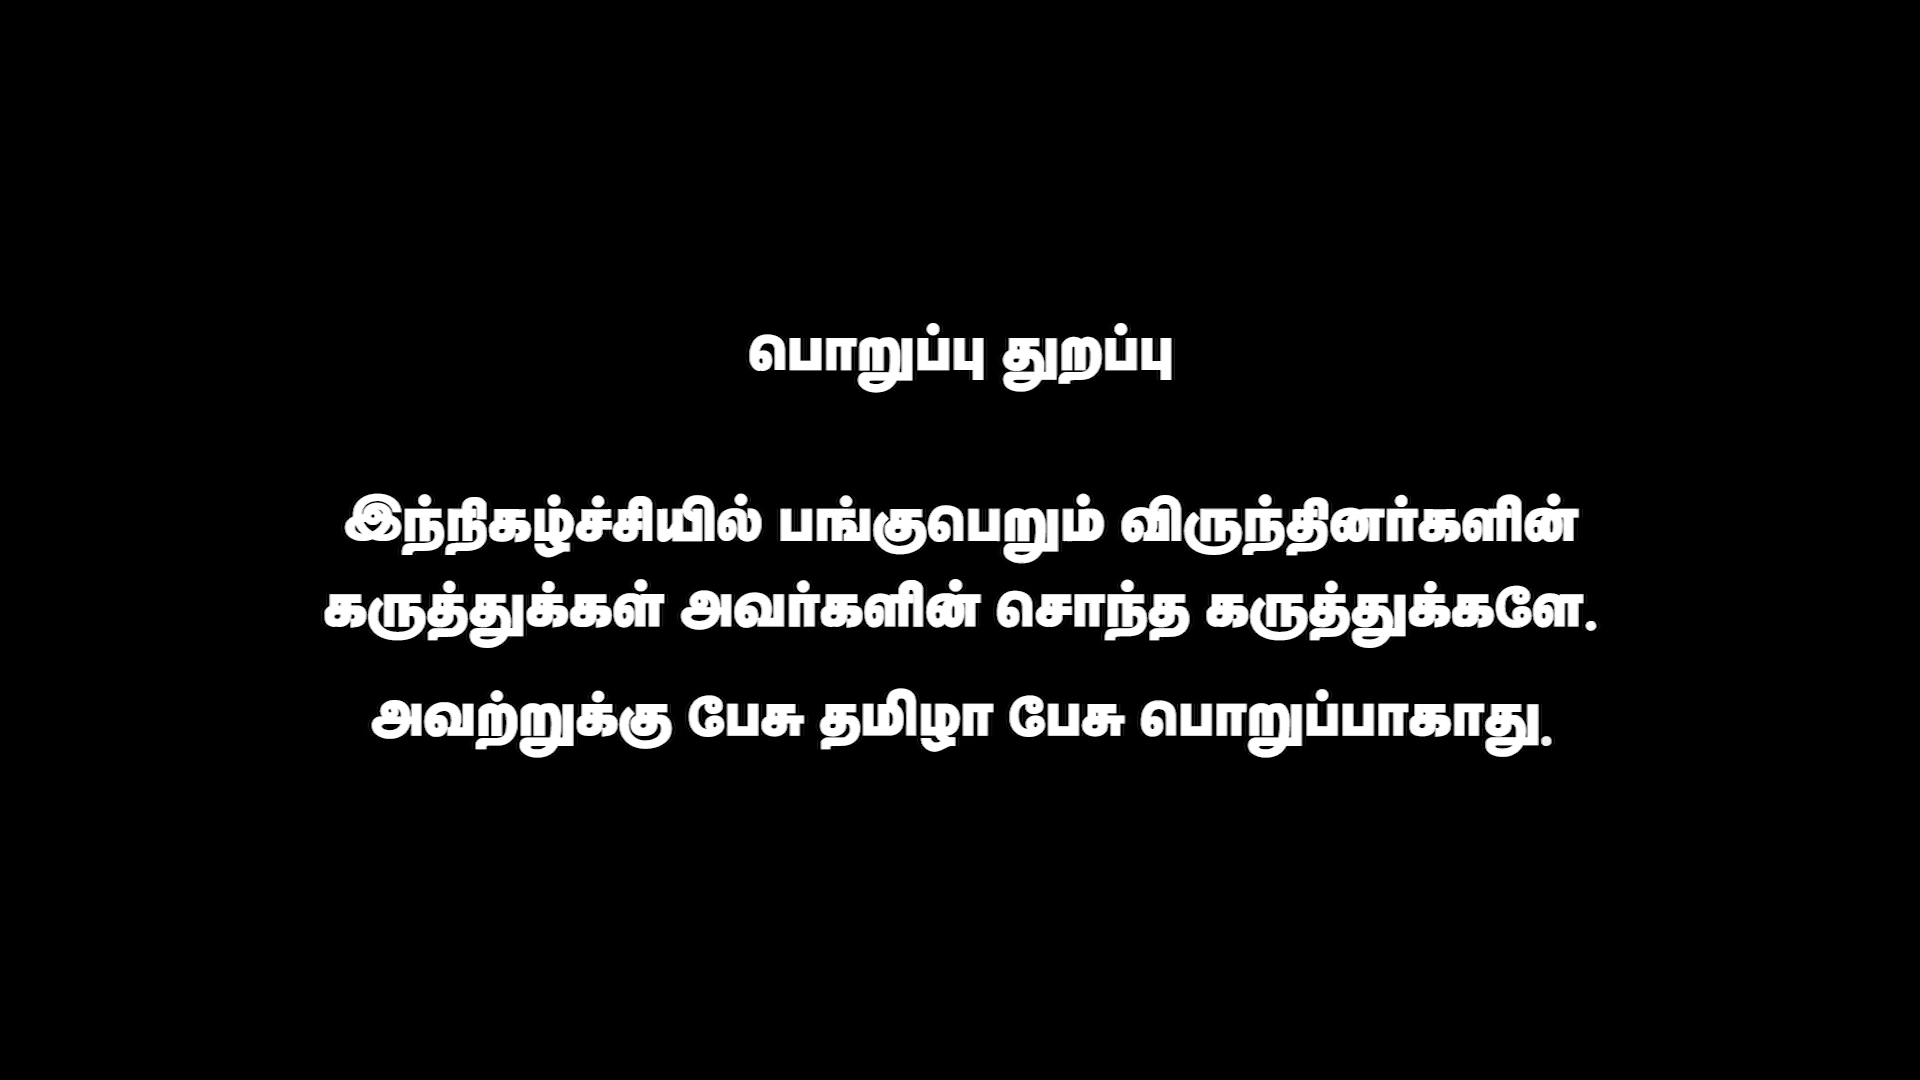 பொறுப்பு துறப்பு
இந்நிகழ்ச்சியில் பங்குபெறும் விருந்தினர்களின்
கருத்துக்கள் அவர்களின் சொந்த கருத்துக்களே.
அவற்றுக்கு பேசு தமிழா பேசு பொறுப்பாகாது.